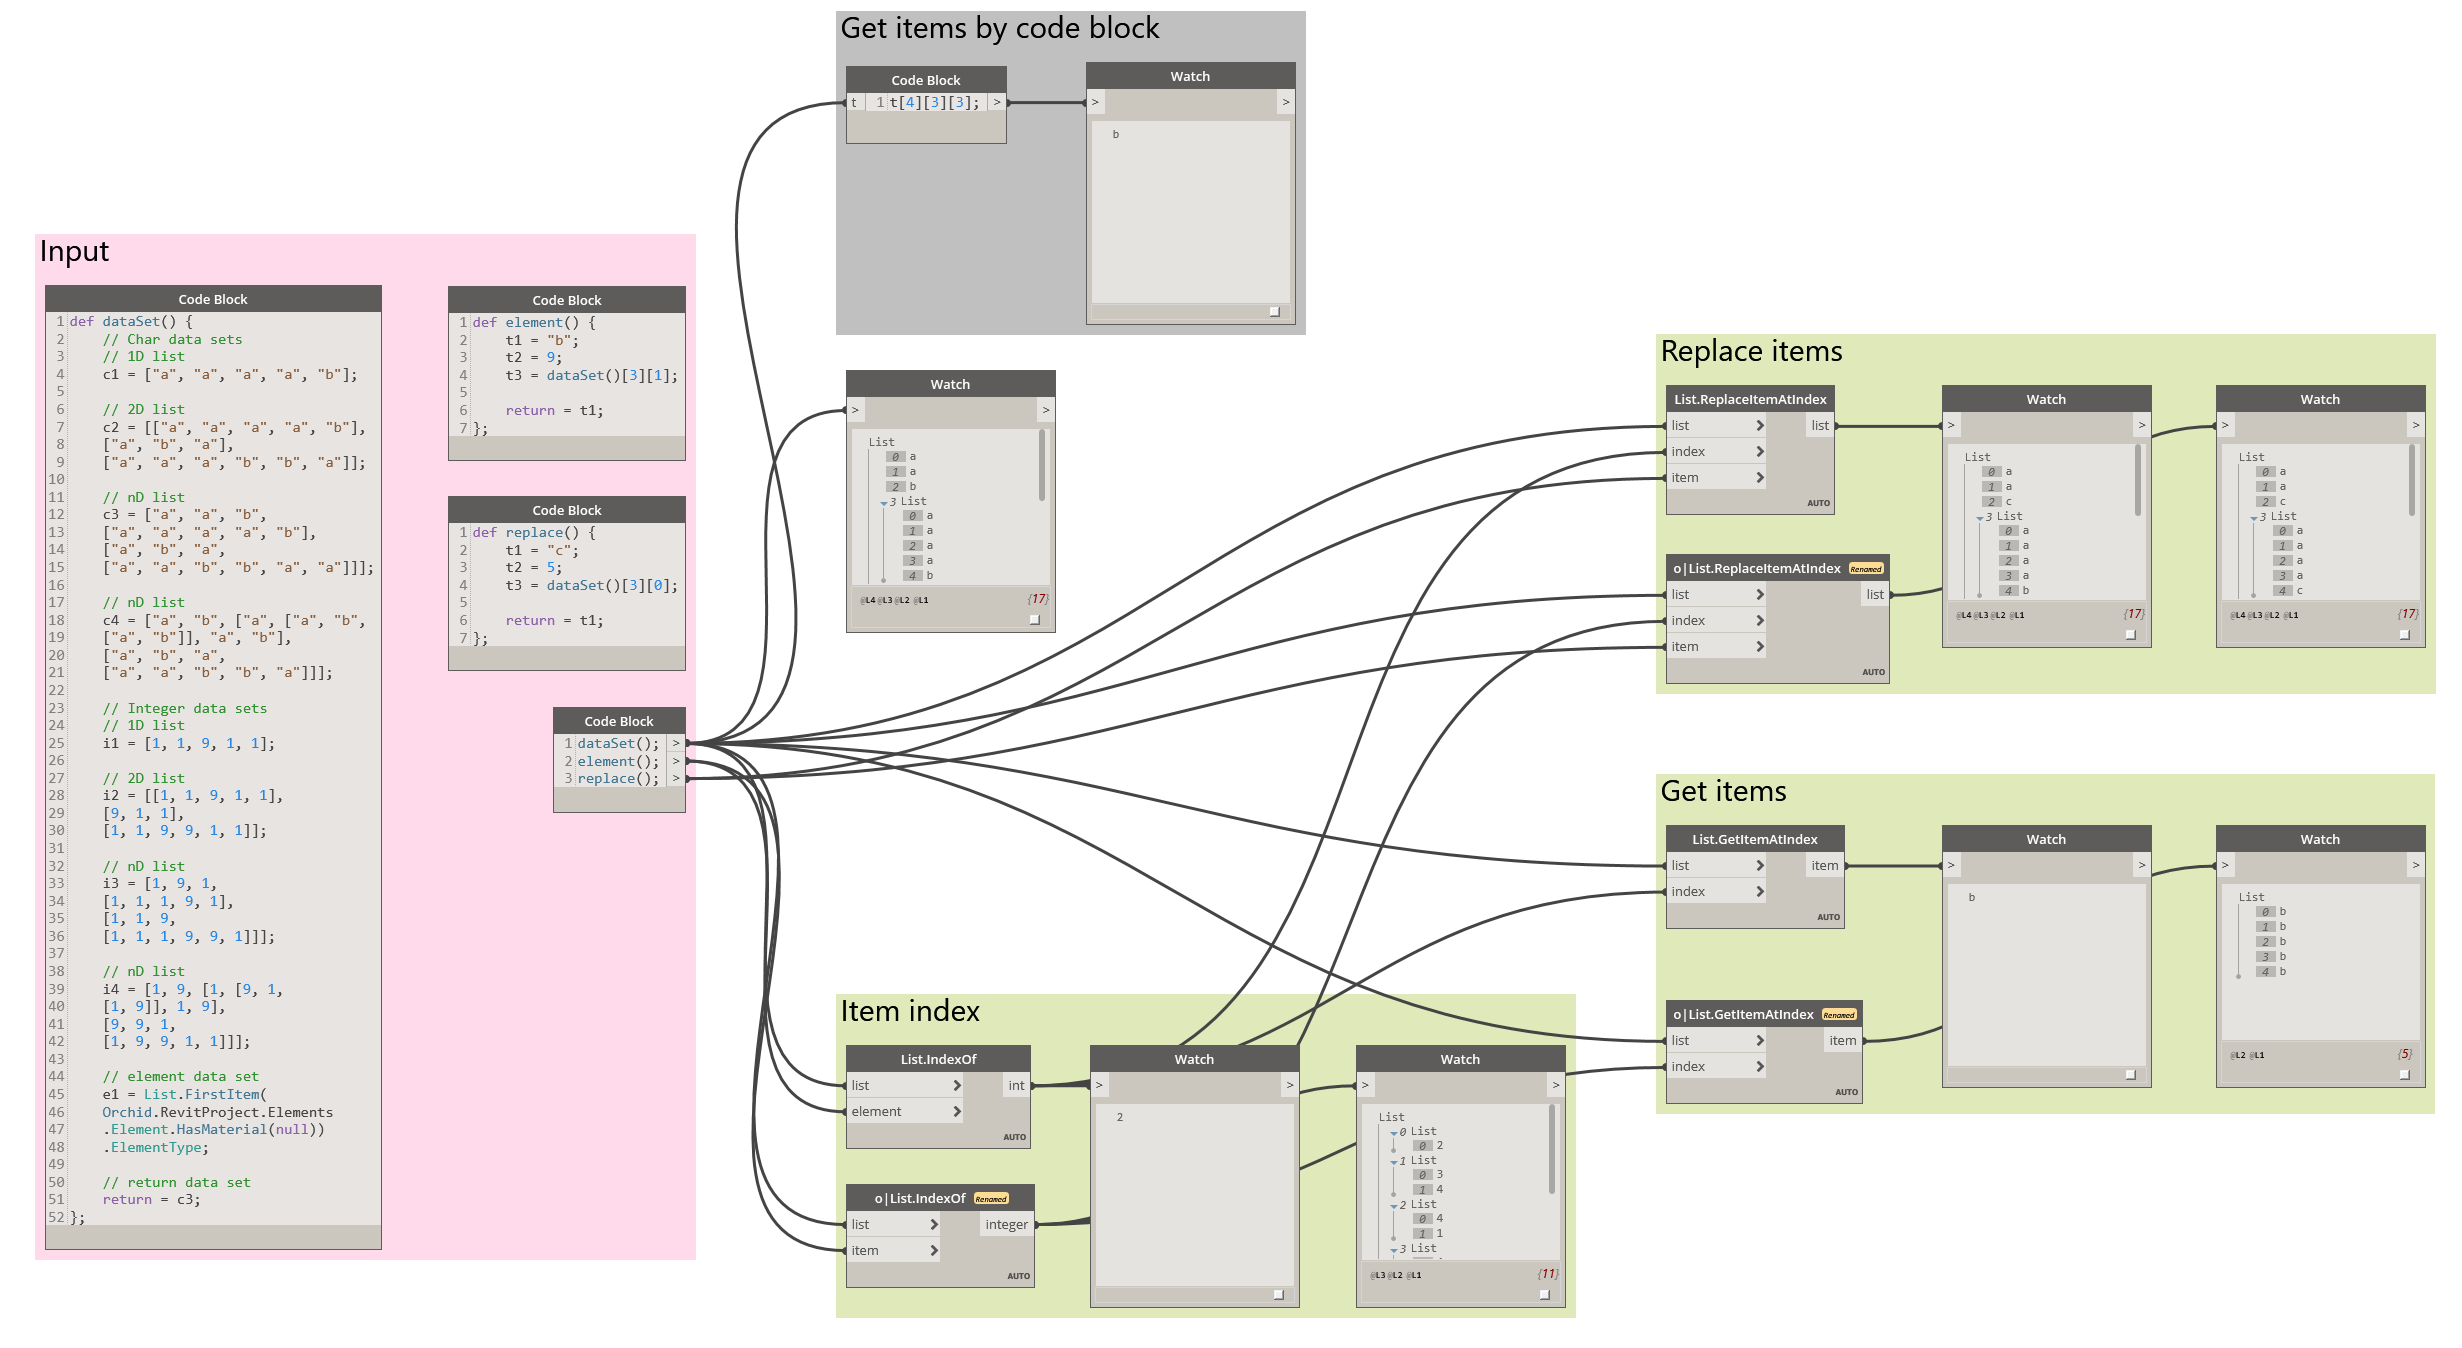 Get items by code block
Code Block
t
1 t[4][3][3];
>
Watch
>
>
b
Input
Code Block
1 def dataSet() {
2 // Char data sets
3 // 1D list
4 c1 = ["a", "a", "a", "a", "b"];
5
6 // 2D list
7 c2 = [["a", "a", "a", "a", "b"],
8 ["a", "b", "a"],
9 ["a", "a", "a", "b", "b", "a"]];
10
11 // nD list
12 c3 = ["a", "a", "b",
13 ["a", "a", "a", "a", "b"],
14 ["a", "b", "a",
15 ["a", "a", "b", "b", "a", "a"]]];
16
17 // nD list
18 c4 = ["a", "b", ["a", ["a", "b",
19 ["a", "b"]], "a", "b"],
20 ["a", "b", "a",
21 ["a", "a", "b", "b", "a"]]];
22
23 // Integer data sets
24 // 1D list
25 i1 = [1, 1, 9, 1, 1];
26
27 // 2D list
28 i2 = [[1, 1, 9, 1, 1],
29 [9, 1, 1],
30 [1, 1, 9, 9, 1, 1]];
31
32 // nD list
33 i3 = [1, 9, 1,
34 [1, 1, 1, 9, 1],
35 [1, 1, 9,
36 [1, 1, 1, 9, 9, 1]]];
37
38 // nD list
39 i4 = [1, 9, [1, [9, 1,
40 [1, 9]], 1, 9],
41 [9, 9, 1,
42 [1, 9, 9, 1, 1]]];
43
44 // element data set
45 e1 = List.FirstItem(
46 Orchid.RevitProject.Elements
47 .Element.HasMaterial(null))
48 .ElementType;
49
50 // return data set
51 return = c3;
52 };
Code Block
1 def element() {
2 t1 = "b";
3 t2 = 9;
4 t3 = dataSet()[3][1];
5
6 return = t1;
7 };
Code Block
1 def replace() {
2 t1 = "c";
3 t2 = 5;
4 t3 = dataSet()[3][0];
5
6 return = t1;
7 };
Code Block
1 dataSet(); >
2 element(); >
3 replace(); >
Watch
>
>
List
0 a
1 a
2 b
3 List
0 a
1 a
2 a
3 a
4 b
@L4 @L3 @L2 @L1
{17}
Replace items
List.ReplaceItemAtIndex
list
list
index
item
AUTO
o|List.ReplaceItemAtIndex Renamed
list
list
index
item
AUTO
Watch
>
>
List
0 a
1 a
2 c
3 List
0 a
1 a
2 a
3 a
4 b
@L4 @L3 @L2 @L1
{17}
Watch
>
>
List
0 a
1 a
2 c
3 List
0 a
1 a
2 a
3 a
4 c
@L4 @L3 @L2 @L1
{17}
Get items
List.GetItemAtIndex
list
item
index
AUTO
o|List.GetItemAtIndex Renamed
list
item
index
AUTO
Watch
>
>
b
Watch
>
>
List
0 b
1 b
2 b
3 b
4 b
@L2 @L1
{5}
Item index
List.IndexOf
list
int
element
AUTO
o|List.IndexOf Renamed
list
integer
item
AUTO
Watch
>
>
2
Watch
>
>
List
0 List
0 2
1 List
0 3
1 4
2 List
0 4
1 1
3 List
@L3 @L2 @L1
{11}